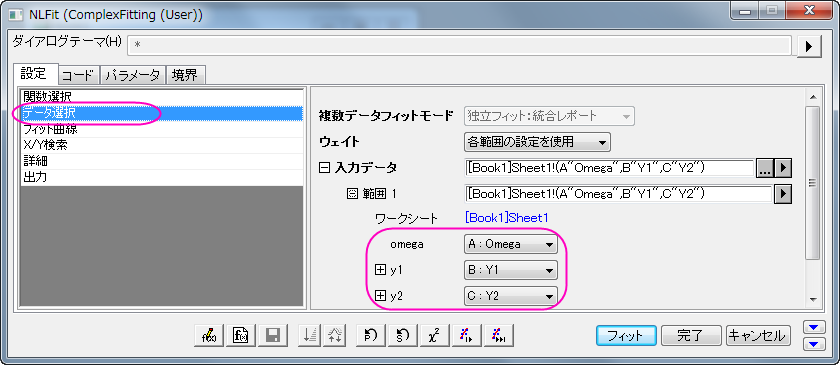 NLFit (ComplexFitting (User))
ダイアログテーマ(H) *
設定 コード パラメータ 境界
関数選択
データ選択
フィット曲線
X/Y検索
詳細
出力
複数データフィットモード 独立フィット:統合レポート
ウェイト 各範囲の設定を使用
入力データ [Book1]Sheet1!(A"Omega",B"Y1",C"Y2") ...
範囲 1 [Book1]Sheet1!(A"Omega",B"Y1",C"Y2")
ワークシート [Book1]Sheet1
omega A : Omega
y1 B : Y1
y2 C : Y2
フィット 完了 キャンセル